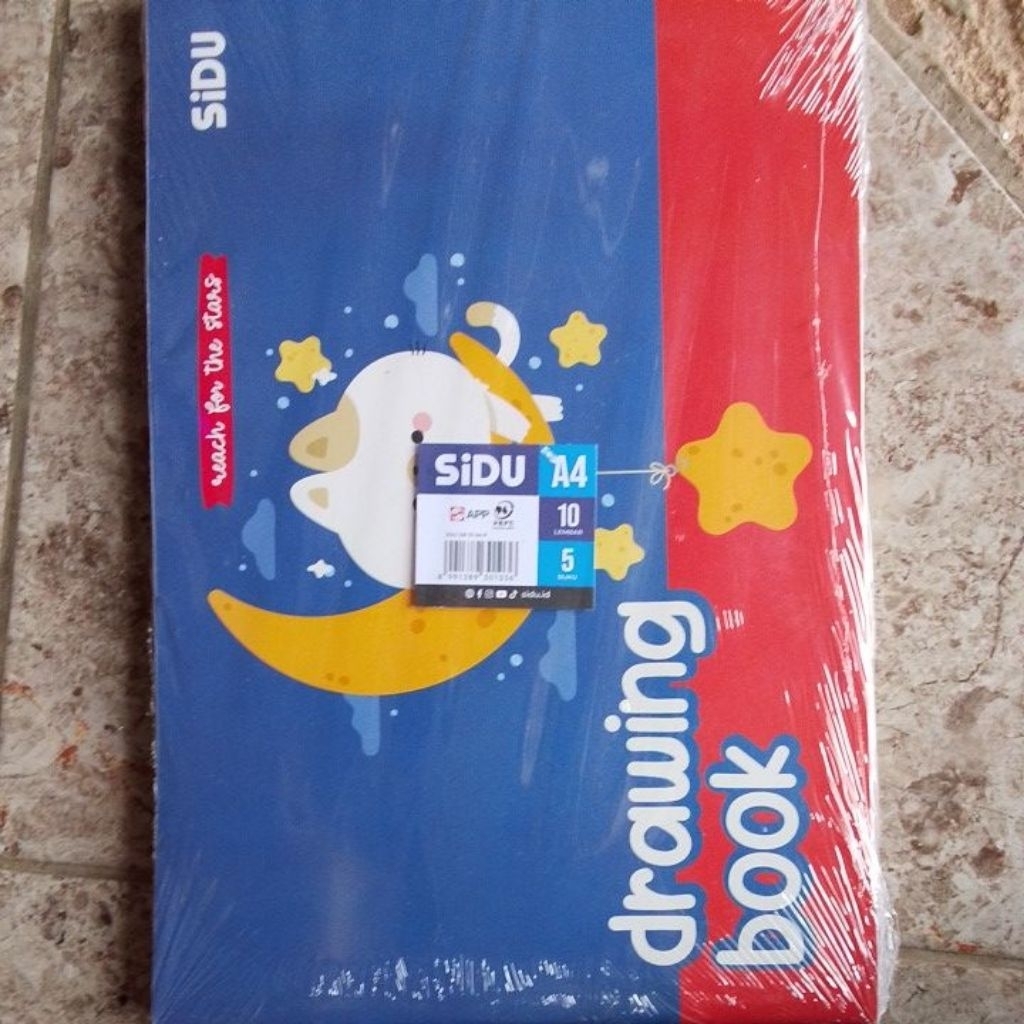 SiDU
reach for the stars
SiDU
A4
APP
10
LEMBAR
5
BUKU
sidu.id
drawing
book